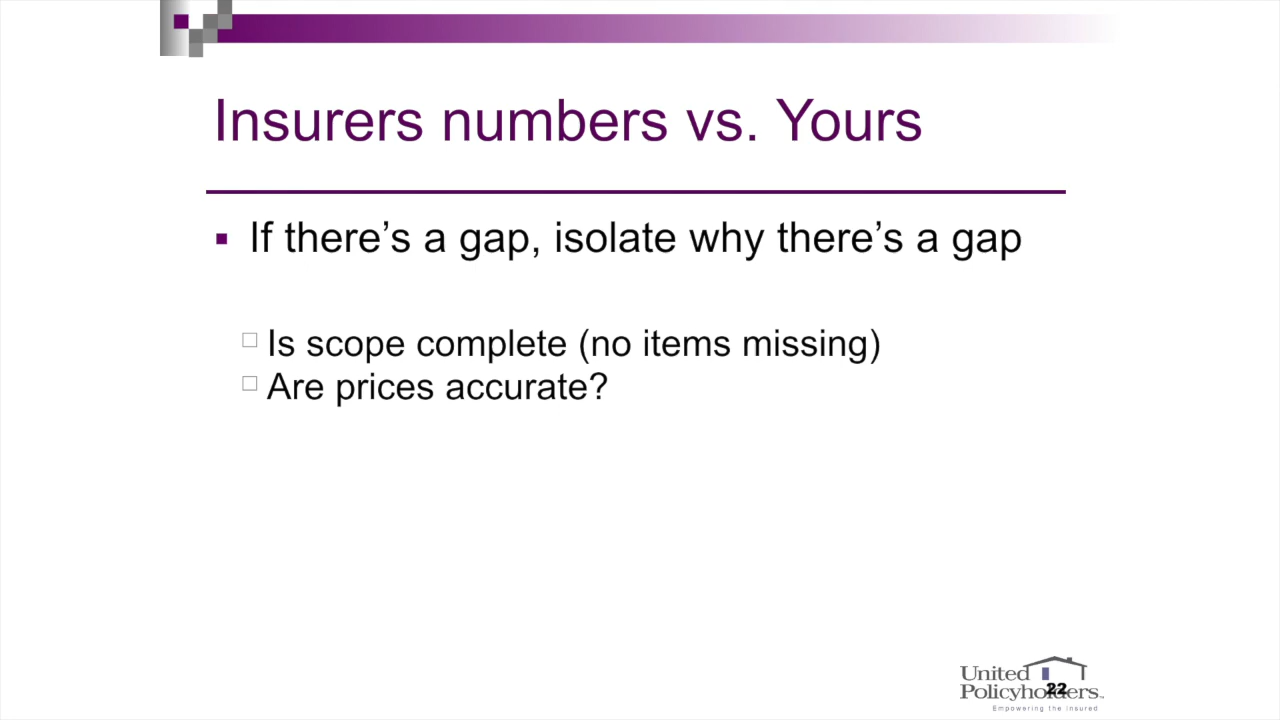 Insurers numbers vs. Yours
If there’s a gap, isolate why there’s a gap
Is scope complete (no items missing)
Are prices accurate?
United
Policyholders™
22
Empowering the Insured